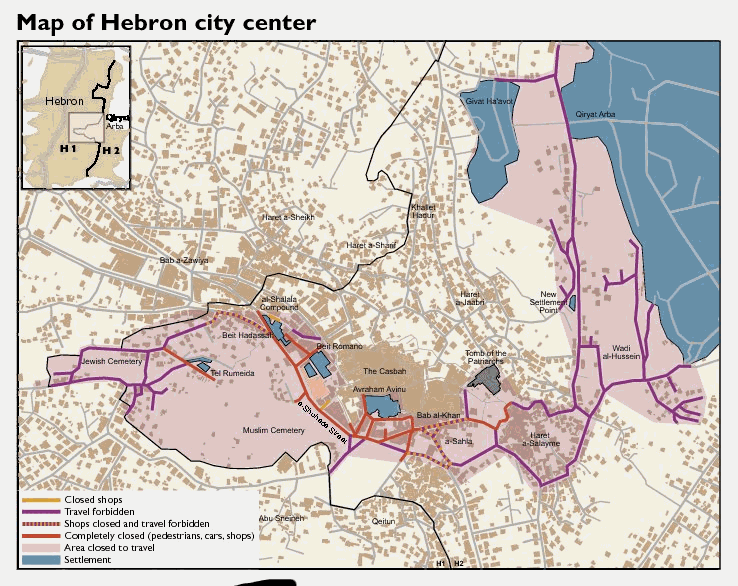 Map of Hebron city center
Hebron
Qiryat
Arba
H 1
H 2
Givat Ha'avot
Qiryat Arba
Khallet
Hadur
Haret a-Sheikh
Haret a-Sharif
Bab a-Zawiya
al-Shalala
Compound
Haret
a-Jaabri
New
Settlement
Point
Beit Hadassah
Beit Romano
Tomb of the
Patriarchs
Wadi
al-Hussein
Jewish Cemetery
The Casbah
Tel Rumeida
Avraham Avinu
a-Shuhada Street
Bab al-Khan
Muslim Cemetery
a-Sahla
Haret
a-Salayme
Closed shops
Travel forbidden
Shops closed and travel forbidden
Completely closed (pedestrians, cars, shops)
Area closed to travel
Settlement
Abu Sneineh
Qeitun
H1 H2